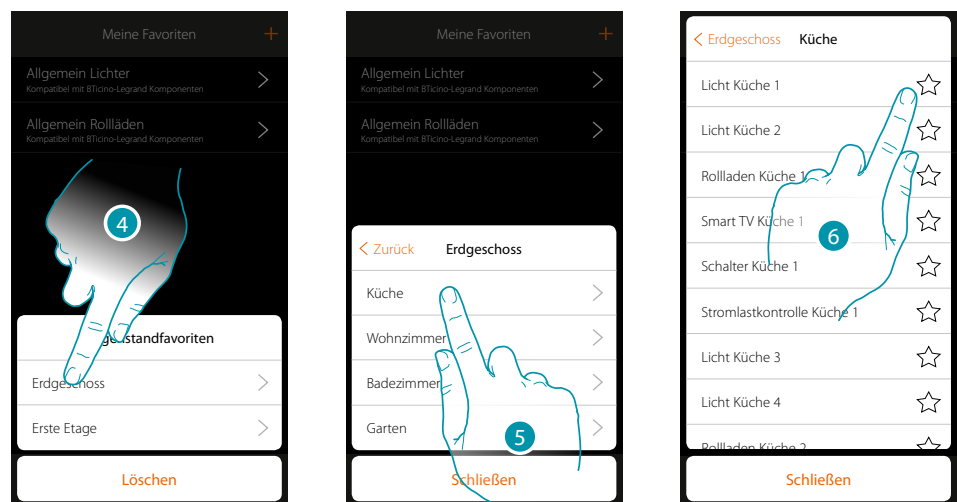 Meine Favoriten
Allgemein Lichter
Kompatibel mit BTicino-Legrand Komponenten
Allgemein Rollläden
Kompatibel mit BTicino-Legrand Komponenten
4
Erdgeschoss
Erste Etage
Löschen
Meine Favoriten
Allgemein Lichter
Kompatibel mit BTicino-Legrand Komponenten
Allgemein Rollläden
Kompatibel mit BTicino-Legrand Komponenten
Zurück Erdgeschoss
Küche
Wohnzimmer
Badezimmer
Garten
5
Schließen
Erdgeschoss Küche
Licht Küche 1
Licht Küche 2
Rollladen Küche 1
Smart TV Küche 1
6
Schalter Küche 1
Stromlastkontrolle Küche 1
Licht Küche 3
Licht Küche 4
Rollladen Küche 2
Schließen